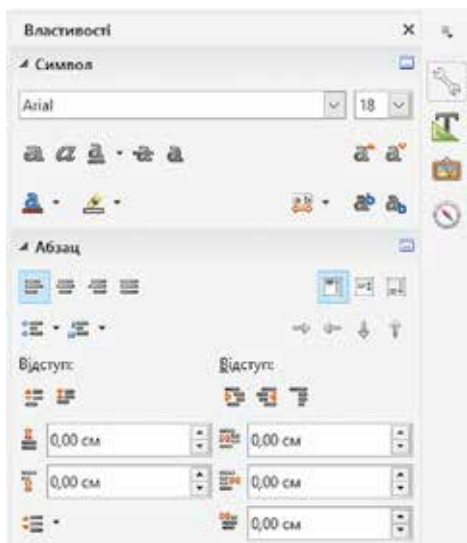 Властивості
Символ
Arial
18
Абзац
Відступ:
Відступ:
0,00 см
0,00 см
0,00 см
0,00 см
0,00 см